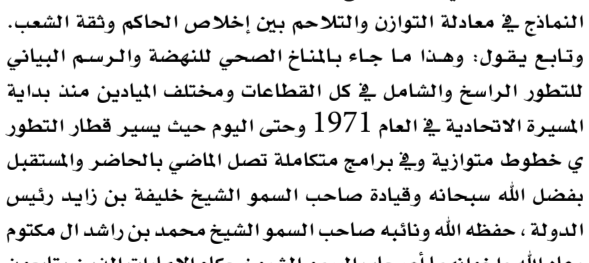 النماذج في معادلة التوازن والتلاحم بين إخلاص الحاكم وثقة الشعب.
وتابع يقول: وهذا ما جاء بالمناخ الصحي للنهضة والرسم البياني
للتطور الراسخ والشامل في كل القطاعات ومختلف الميادين منذ بداية
المسيرة الاتحادية في العام 1971 وحتى اليوم حيث يسير قطار التطور
ي خطوط متوازية وفي برامج متكاملة تصل الماضي بالحاضر والمستقبل
بفضل الله سبحانه وقيادة صاحب السمو الشيخ خليفة بن زايد رئيس
الدولة ، حفظه الله ونائبه صاحب السمو الشيخ محمد بن راشد ال مكتوم